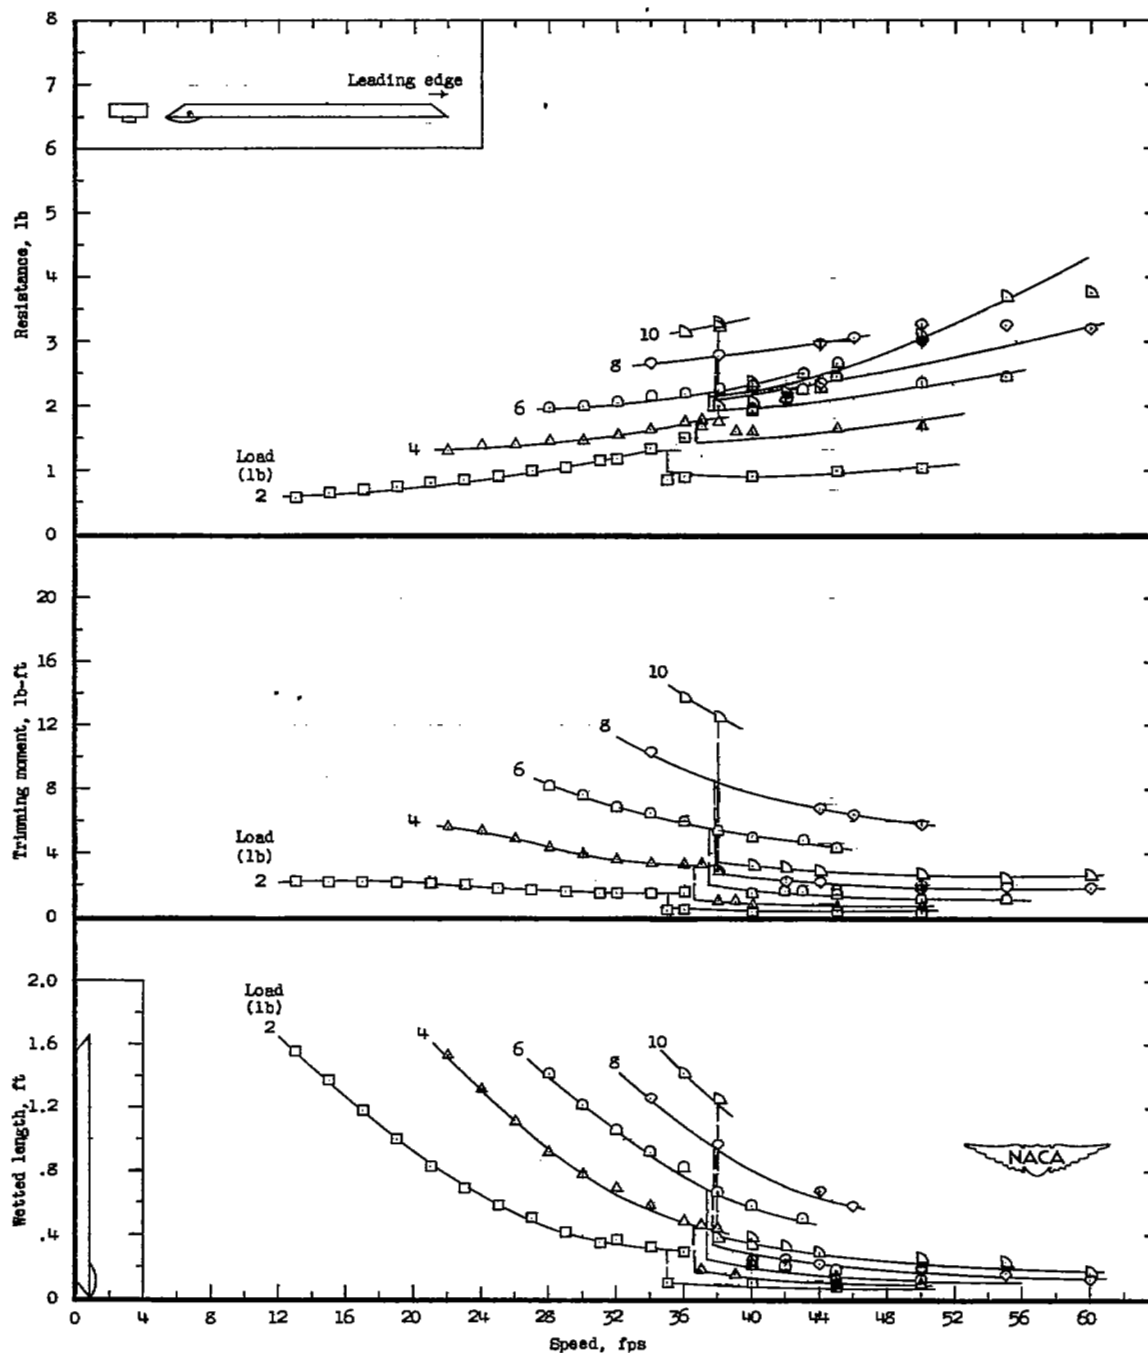 8
7
Leading edge
6
5
4
3
2
1
0
Resistance, lb
10
8
6
4
Load
(lb)
2
20
16
12
8
4
0
Trimming moment, lb-ft
10
8
6
4
Load
(lb)
2
2.0
1.6
1.2
.8
.4
0
Wetted length, ft
Load
(lb)
2
4
6
8
10
NACA
0 4 8 12 16 20 24 28 32 36 40 44 48 52 56 60
Speed, fps